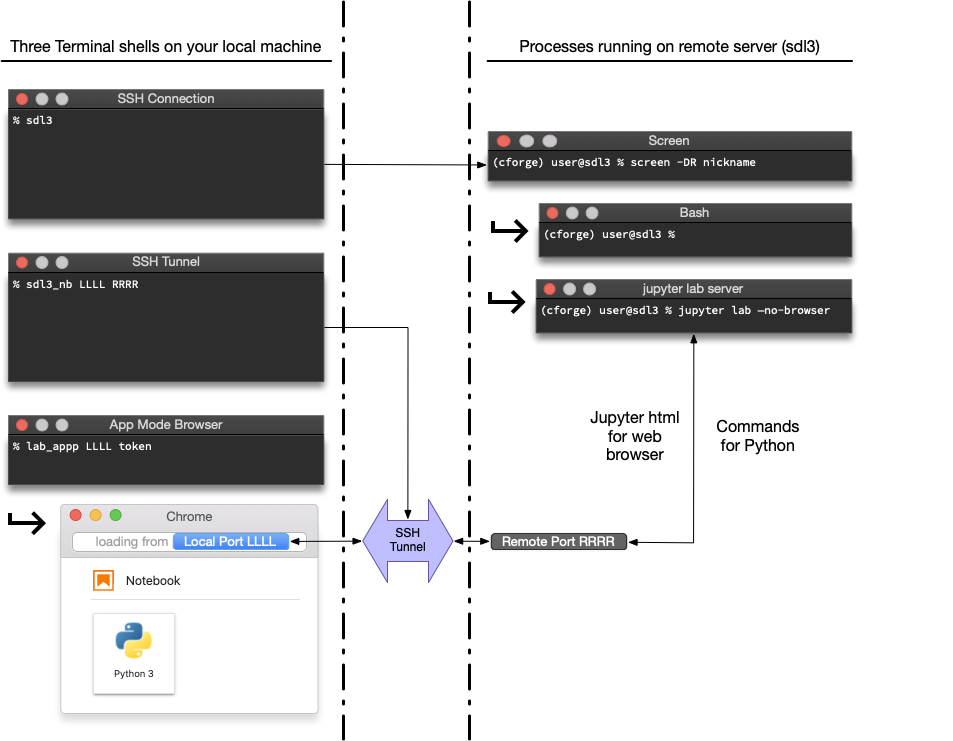 Three Terminal shells on your local machine
Processes running on remote server (sdl3)
SSH Connection
% sdl3
Screen
(cforge) user@sdl3 % screen -DR nickname
Bash
(cforge) user@sdl3 %
SSH Tunnel
% sdl3_nb LLLL RRRR
jupyter lab server
(cforge) user@sdl3 % jupyter lab —no-browser
App Mode Browser
% lab_appp LLLL token
Jupyter html
for web
browser
Commands
for Python
Chrome
loading from Local Port LLLL
SSH
Tunnel
Remote Port RRRR
Notebook
Python 3